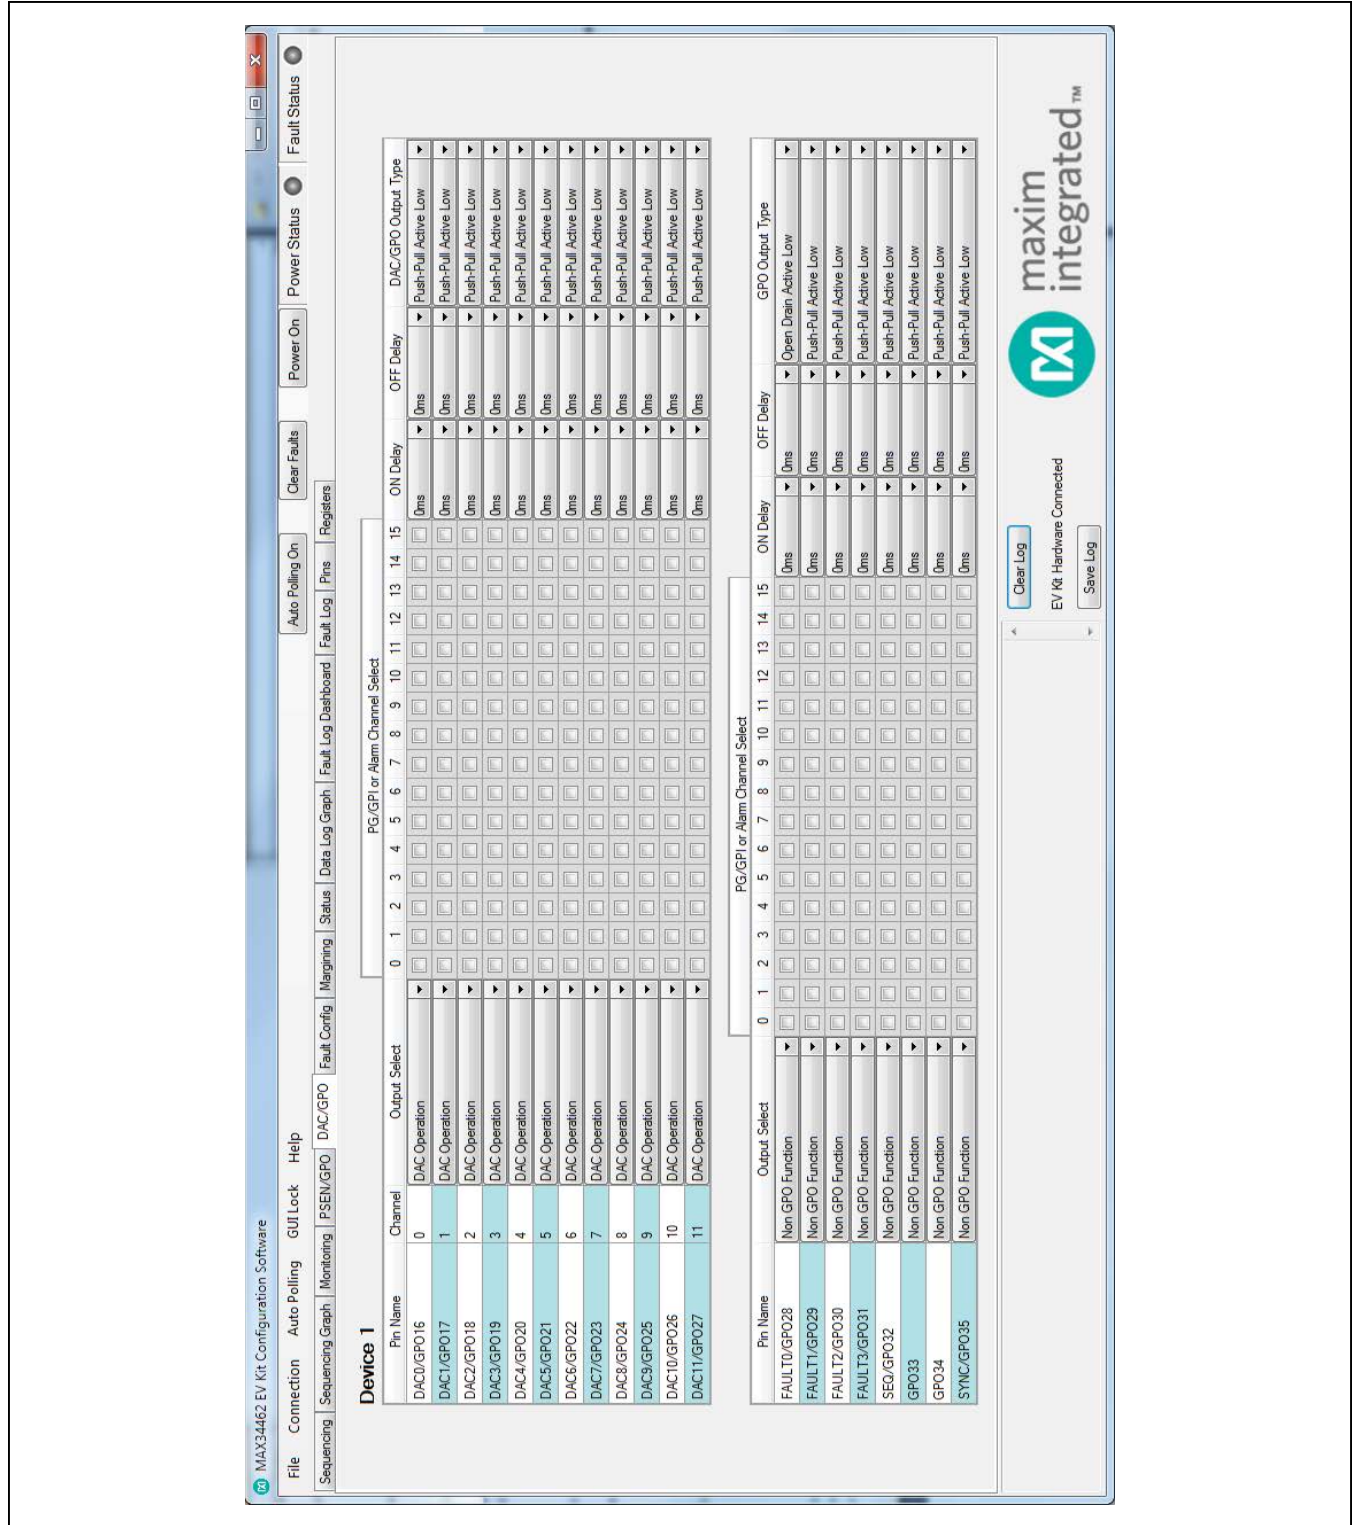 MAX34462 EV Kit Configuration Software
File Connection Auto Polling GUI Lock Help Auto Polling On Clear Faults Power On Power Status Fault Status
Sequencing Sequencing Graph Monitoring PSEN/GPO DAC/GPO Fault Config Margining Status Data Log Graph Fault Log Dashboard Fault Log Pins Registers
Device 1
PG/GPI or Alarm Channel Select
Pin Name Channel Output Select 0 1 2 3 4 5 6 7 8 9 10 11 12 13 14 15 ON Delay OFF Delay DAC/GPO Output Type
DAC0/GPO16 0 DAC Operation 0ms 0ms Push-Pull Active Low
DAC1/GPO17 1 DAC Operation 0ms 0ms Push-Pull Active Low
DAC2/GPO18 2 DAC Operation 0ms 0ms Push-Pull Active Low
DAC3/GPO19 3 DAC Operation 0ms 0ms Push-Pull Active Low
DAC4/GPO20 4 DAC Operation 0ms 0ms Push-Pull Active Low
DAC5/GPO21 5 DAC Operation 0ms 0ms Push-Pull Active Low
DAC6/GPO22 6 DAC Operation 0ms 0ms Push-Pull Active Low
DAC7/GPO23 7 DAC Operation 0ms 0ms Push-Pull Active Low
DAC8/GPO24 8 DAC Operation 0ms 0ms Push-Pull Active Low
DAC9/GPO25 9 DAC Operation 0ms 0ms Push-Pull Active Low
DAC10/GPO26 10 DAC Operation 0ms 0ms Push-Pull Active Low
DAC11/GPO27 11 DAC Operation 0ms 0ms Push-Pull Active Low
PG/GPI or Alarm Channel Select
Pin Name Output Select 0 1 2 3 4 5 6 7 8 9 10 11 12 13 14 15 ON Delay OFF Delay GPO Output Type
FAULT0/GPO28 Non GPO Function 0ms 0ms Open Drain Active Low
FAULT1/GPO29 Non GPO Function 0ms 0ms Push-Pull Active Low
FAULT2/GPO30 Non GPO Function 0ms 0ms Push-Pull Active Low
FAULT3/GPO31 Non GPO Function 0ms 0ms Push-Pull Active Low
SEQ/GPO32 Non GPO Function 0ms 0ms Push-Pull Active Low
GPO33 Non GPO Function 0ms 0ms Push-Pull Active Low
GPO34 Non GPO Function 0ms 0ms Push-Pull Active Low
SYNC/GPO35 Non GPO Function 0ms 0ms Push-Pull Active Low
Clear Log
EV Kit Hardware Connected
Save Log
maxim
integrated™